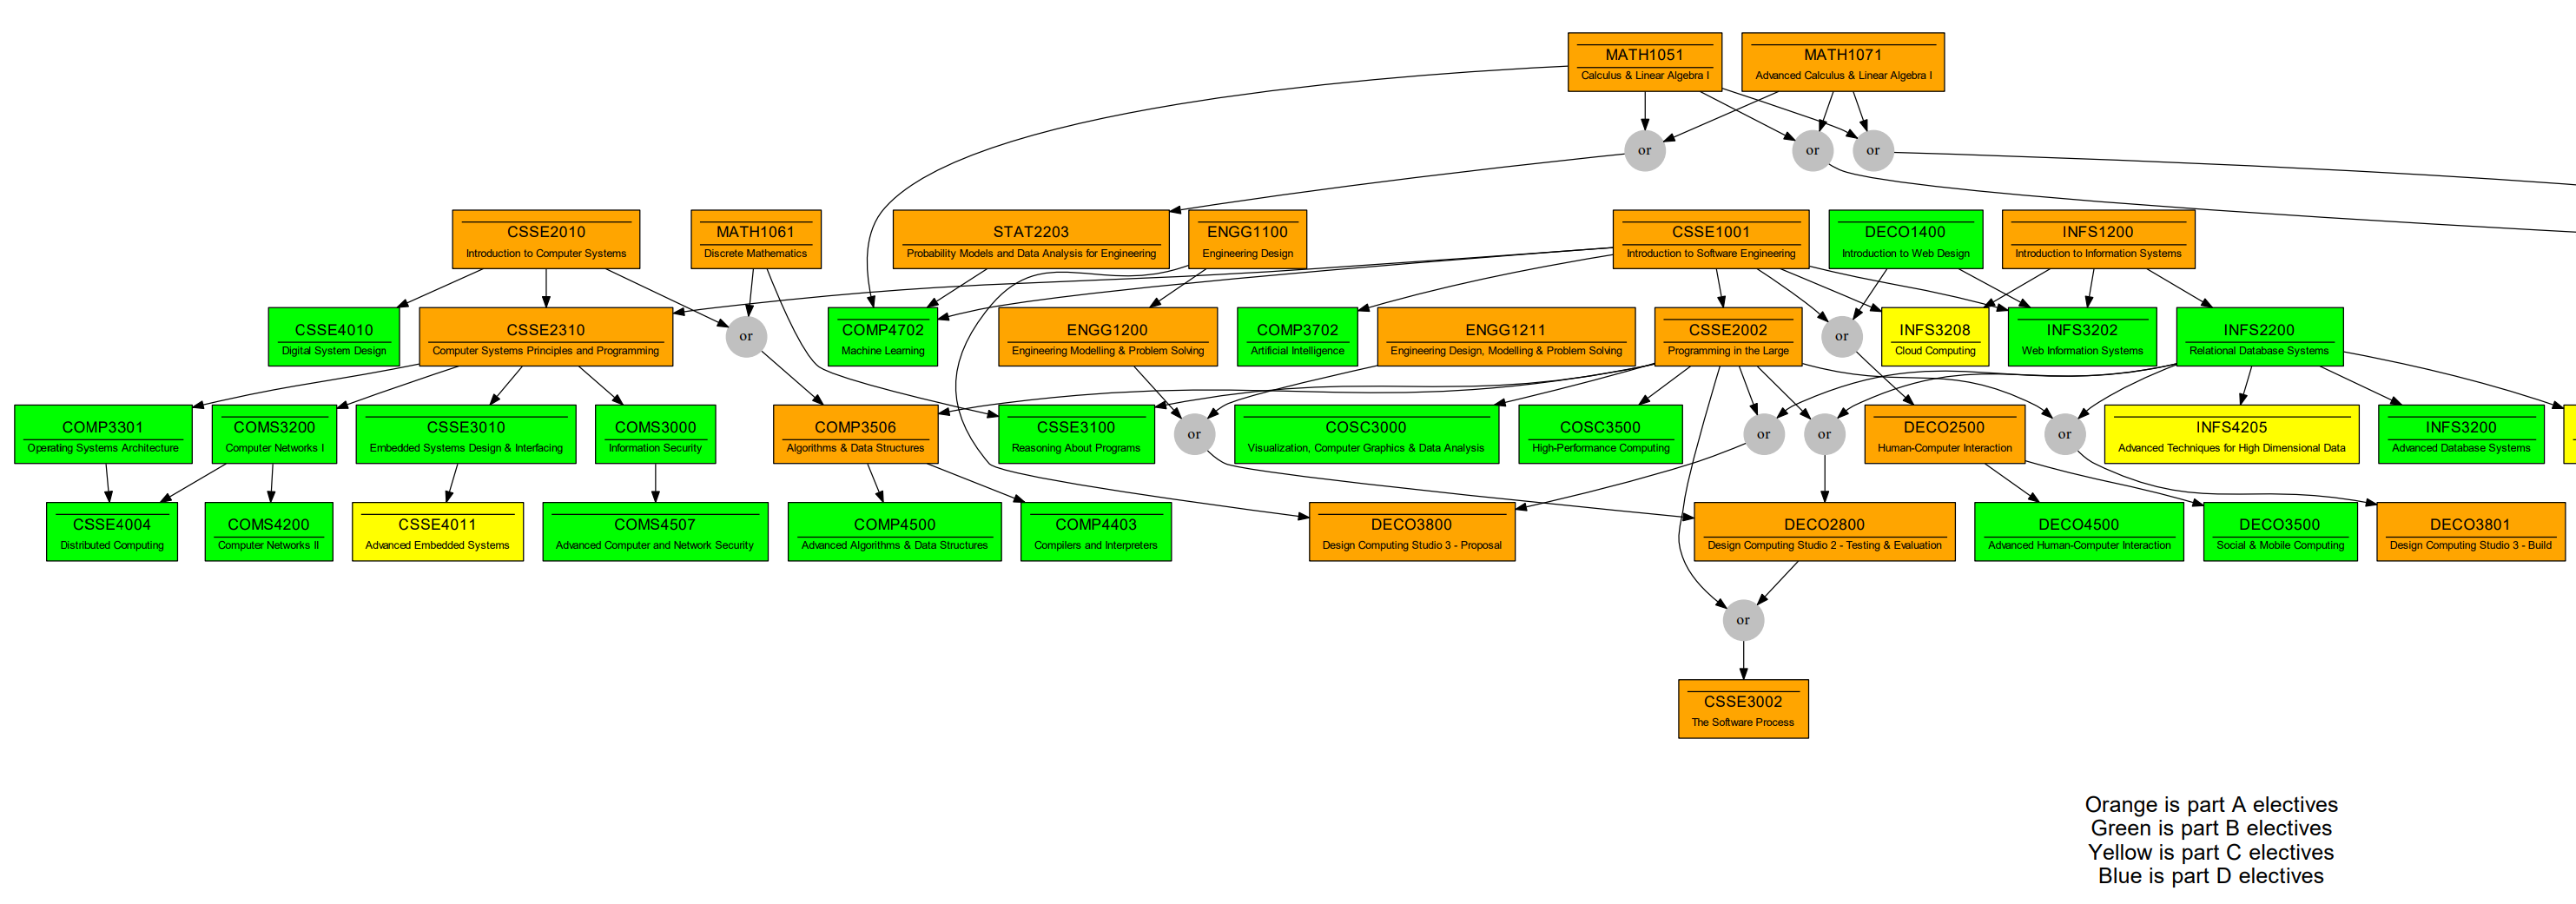 MATH1051
Calculus & Linear Algebra I
MATH1071
Advanced Calculus & Linear Algebra I
or
or
or
CSSE2010
Introduction to Computer Systems
MATH1061
Discrete Mathematics
STAT2203
Probability Models and Data Analysis for Engineering
ENGG1100
Engineering Design
CSSE1001
Introduction to Software Engineering
DECO1400
Introduction to Web Design
INFS1200
Introduction to Information Systems
CSSE4010
Digital System Design
CSSE2310
Computer Systems Principles and Programming
or
COMP4702
Machine Learning
ENGG1200
Engineering Modelling & Problem Solving
COMP3702
Artificial Intelligence
ENGG1211
Engineering Design, Modelling & Problem Solving
CSSE2002
Programming in the Large
or
INFS3208
Cloud Computing
INFS3202
Web Information Systems
INFS2200
Relational Database Systems
COMP3301
Operating Systems Architecture
COMS3200
Computer Networks I
CSSE3010
Embedded Systems Design & Interfacing
COMS3000
Information Security
COMP3506
Algorithms & Data Structures
CSSE3100
Reasoning About Programs
or
COSC3000
Visualization, Computer Graphics & Data Analysis
COSC3500
High-Performance Computing
or
or
DECO2500
Human-Computer Interaction
or
INFS4205
Advanced Techniques for High Dimensional Data
INFS3200
Advanced Database Systems
CSSE4004
Distributed Computing
COMS4200
Computer Networks II
CSSE4011
Advanced Embedded Systems
COMS4507
Advanced Computer and Network Security
COMP4500
Advanced Algorithms & Data Structures
COMP4403
Compilers and Interpreters
DECO3800
Design Computing Studio 3 - Proposal
DECO2800
Design Computing Studio 2 - Testing & Evaluation
DECO4500
Advanced Human-Computer Interaction
DECO3500
Social & Mobile Computing
DECO3801
Design Computing Studio 3 - Build
or
CSSE3002
The Software Process
Orange is part A electives
Green is part B electives
Yellow is part C electives
Blue is part D electives